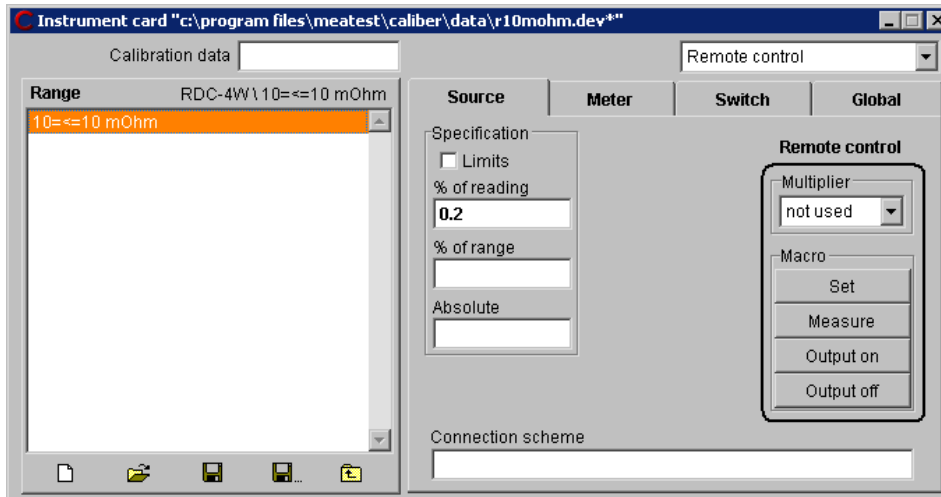 Instrument card "c:\program files\meatest\caliber\data\r10mohm.dev*"
Calibration data
Remote control
Range RDC-4W\10=<=10 mOhm
10=<=10 mOhm
Source Meter Switch Global
Specification
Limits
% of reading
0.2
% of range
Absolute
Remote control
Multiplier
not used
Macro
Set
Measure
Output on
Output off
Connection scheme